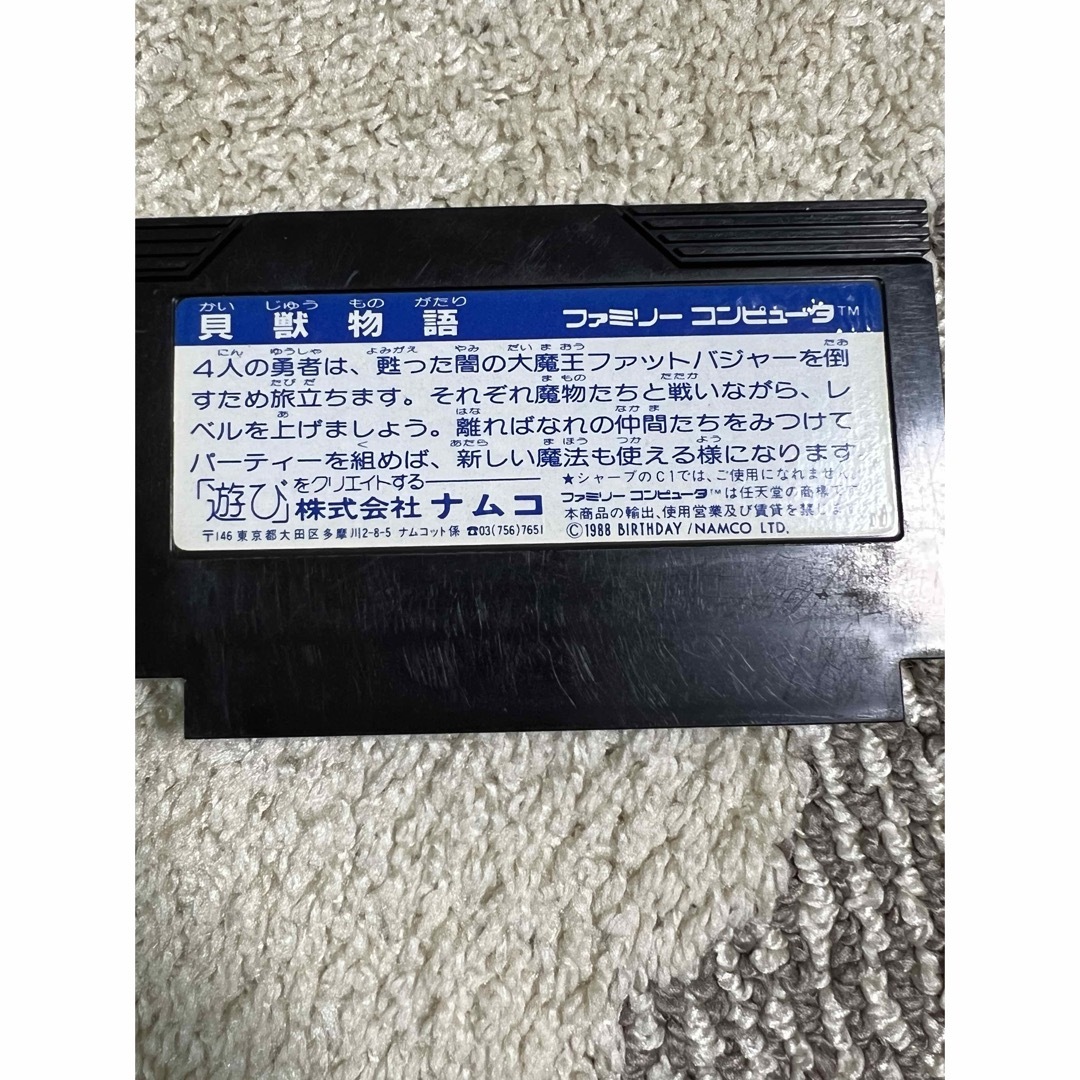 かい じゅう もの がたり
貝獣物語 ファミリー コンピュータ™
にん ゆうしゃ よみがえ やみ だい ま おう たお
4人の勇者は、甦った闇の大魔王ファットバジャーを倒
たび だ ま もの たたか
すため旅立ちます。それぞれ魔物たちと戦いながら、レ
あ はな なか ま
ベルを上げましょう。離ればなれの仲間たちをみつけて
く あたら ま ほう つか よう
パーティーを組めば、新しい魔法も使える様になります
★シャープのC1では、ご使用になれません。
「遊び」をクリエイトする
株式会社 ナムコ
ファミリー コンピュータ™は任天堂の商標です
本商品の輸出、使用営業及び賃貸を禁じます
〒146 東京都大田区多摩川2-8-5 ナムコット係 ☎03(756)7651
©1988 BIRTHDAY/NAMCO LTD.